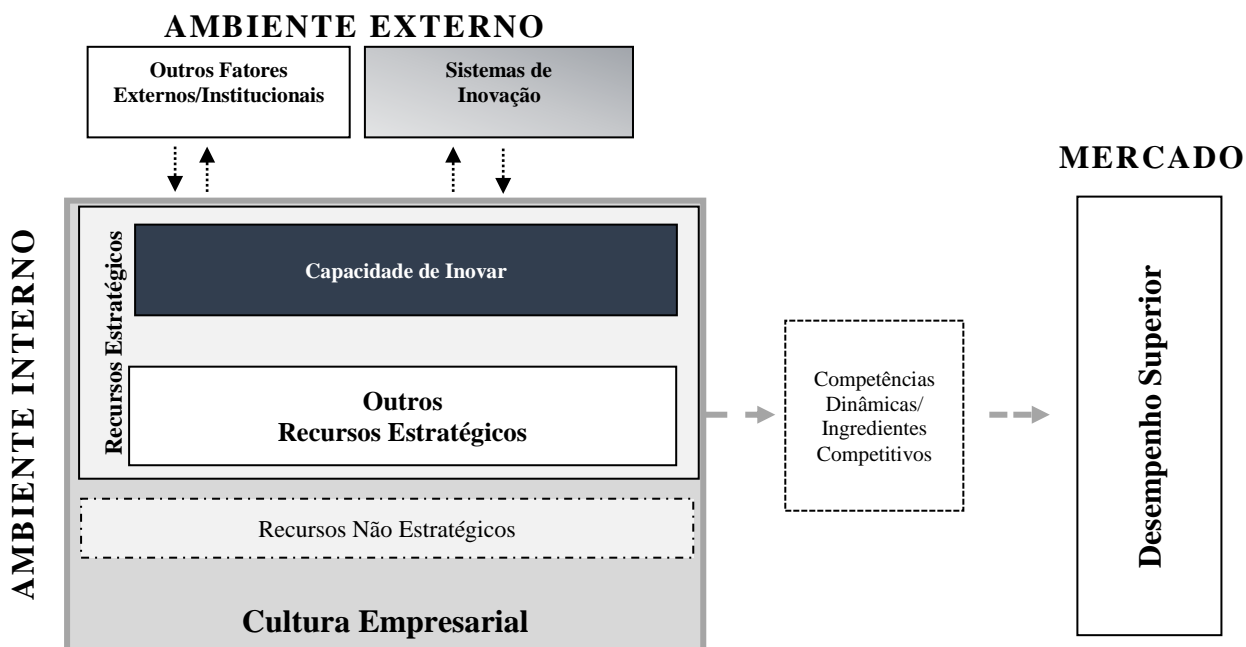 AMBIENTE EXTERNO
Outros Fatores
Externos/Institucionais
Sistemas de
Inovação
MERCADO
AMBIENTE INTERNO
Recursos Estratégicos
Capacidade de Inovar
Outros
Recursos Estratégicos
Recursos Não Estratégicos
Cultura Empresarial
Competências
Dinâmicas/
Ingredientes
Competitivos
Desempenho Superior